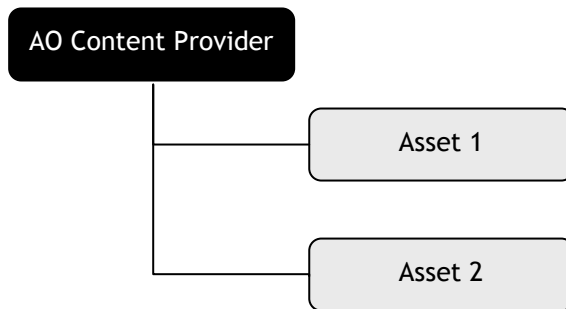 AO Content Provider
Asset 1
Asset 2